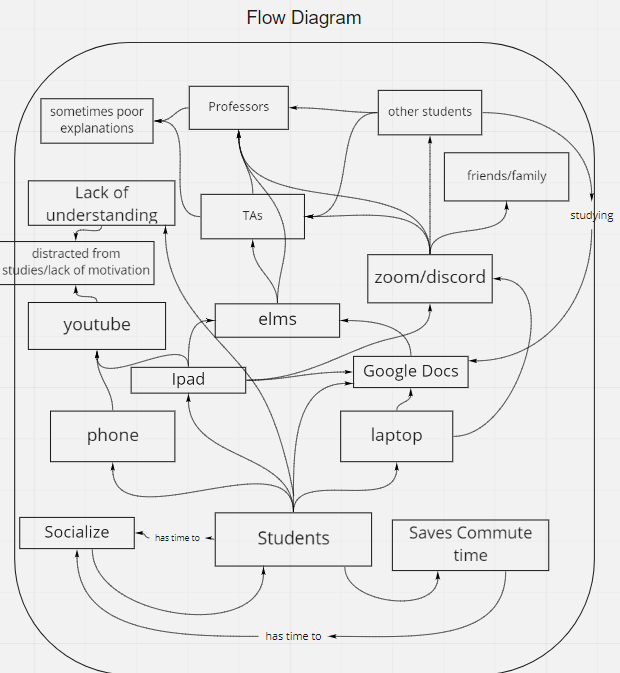 Flow Diagram
sometimes poor
explanations
Professors
other students
friends/family
Lack of
understanding
TAs
studying
distracted from
studies/lack of motivation
zoom/discord
youtube
elms
Ipad
Google Docs
phone
laptop
Socialize
has time to
Students
Saves Commute
time
has time to